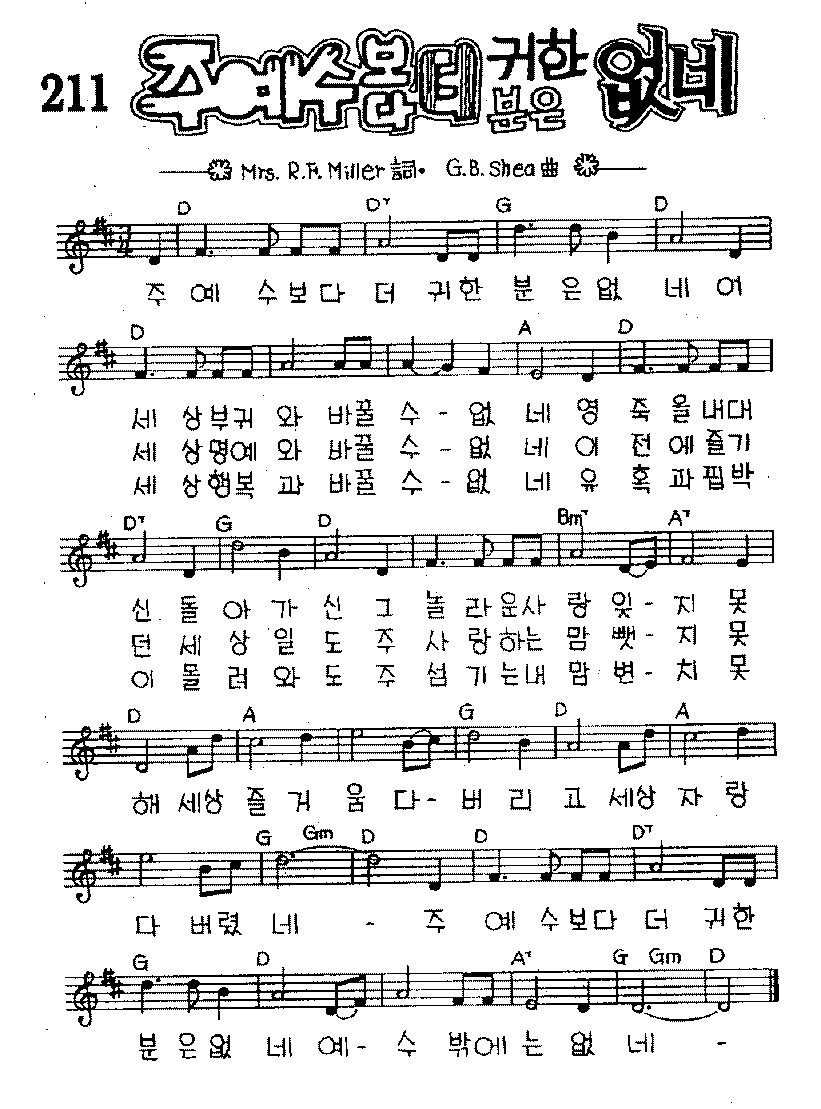 211 주 예수 보다 더 귀한 분은 없네
Mrs. R.F. Miller 詞. G.B. Shea 曲
D D7 G D
주 예 수보다 더 귀한 분 은 없 네 이
D A D
세 상부귀 와 바꿀 수 - 없 네 영 죽 을내대
세 상명예 와 바꿀 수 - 없 네 이 전 에즐기
세 상행복 과 바꿀 수 - 없 네 유 혹 과핍박
D7 G D Bm7 A7
신 돌 아 가 신 그 놀 라운사 랑 잊 - 지 못
던 세 상 일 도 주 사 랑하는 맘 뺏 - 지 못
이 몰 려 와 도 주 섬 기는내 맘 변 - 치 못
D A G D A
해 세상 즐 거 움 다 - 버 리 고 세상 자 랑
G Gm D D D7
다 버렸 네 - 주 예 수보다 더 귀한
G D A7 G Gm D
분 은없 네 예 - 수 밖에 는 없 네 -